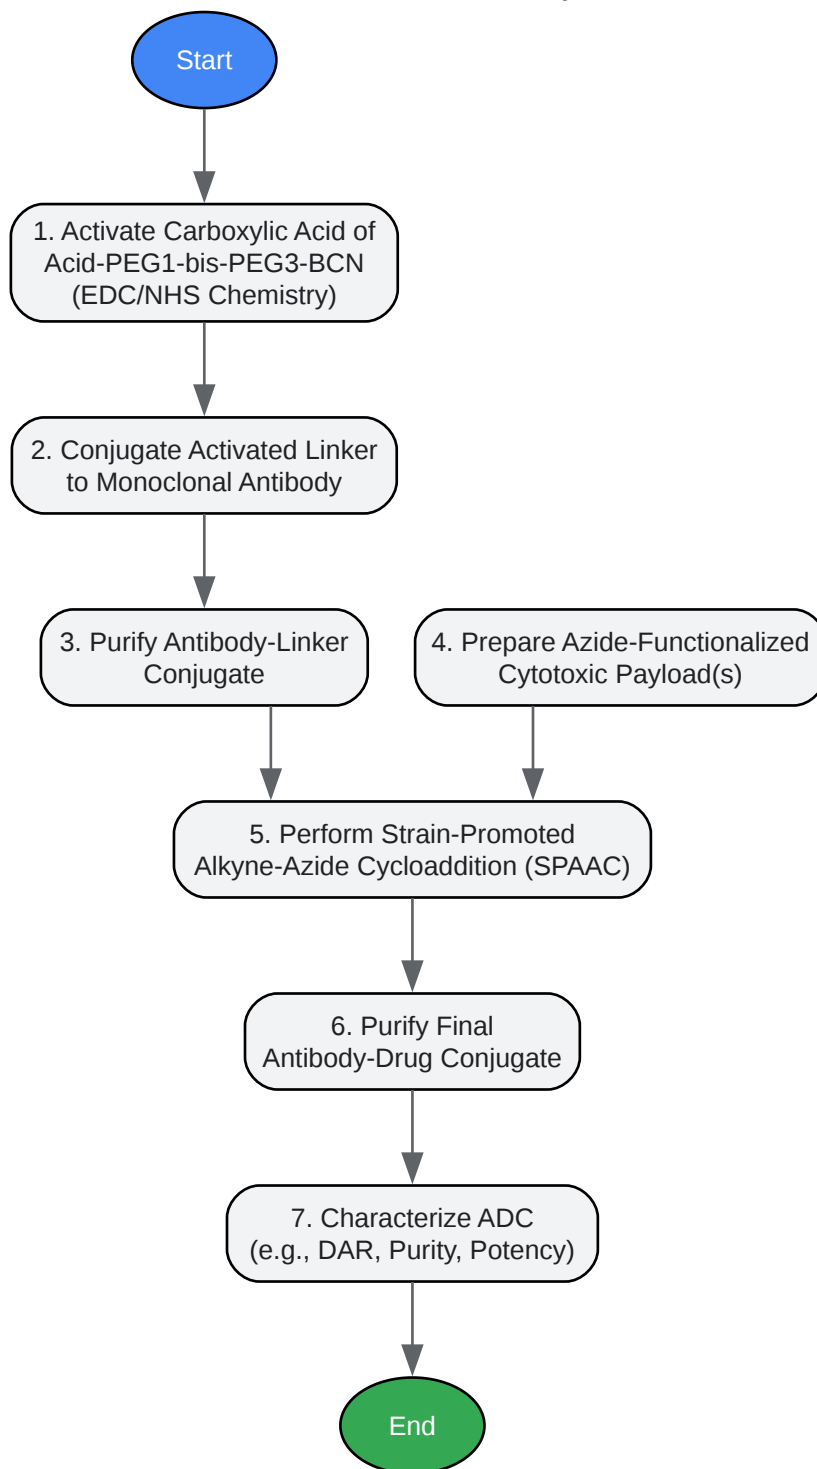 Start
1. Activate Carboxylic Acid of
Acid-PEG1-bis-PEG3-BCN
(EDC/NHS Chemistry)
2. Conjugate Activated Linker
to Monoclonal Antibody
3. Purify Antibody-Linker
Conjugate
4. Prepare Azide-Functionalized
Cytotoxic Payload(s)
5. Perform Strain-Promoted
Alkyne-Azide Cycloaddition (SPAAC)
6. Purify Final
Antibody-Drug Conjugate
7. Characterize ADC
(e.g., DAR, Purity, Potency)
End